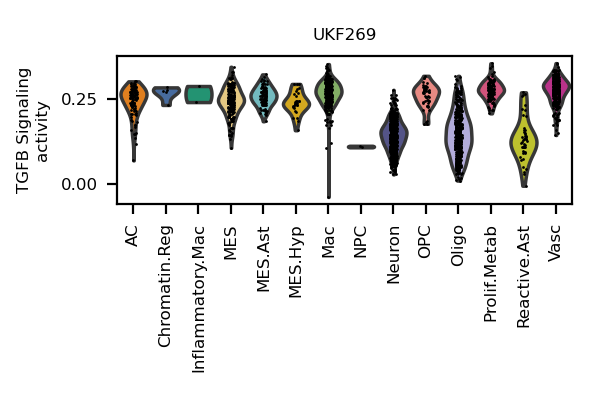 UKF269
TGFB Signaling
activity
0.25
0.00
AC
Chromatin.Reg
Inflammatory.Mac
MES
MES.Ast
MES.Hyp
Mac
NPC
Neuron
OPC
Oligo
Prolif.Metab
Reactive.Ast
Vasc